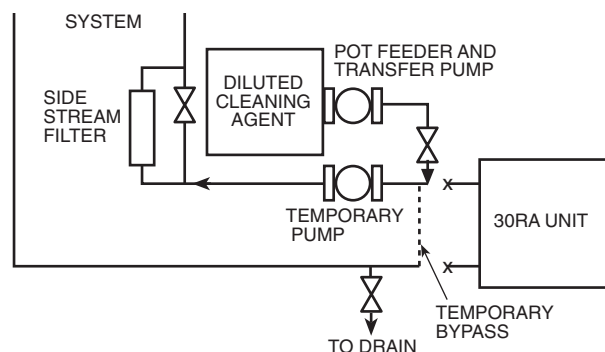 SYSTEM
POT FEEDER AND
TRANSFER PUMP
DILUTED
CLEANING
AGENT
SIDE
STREAM
FILTER
x
30RA UNIT
TEMPORARY
PUMP
x
TEMPORARY
BYPASS
TO DRAIN